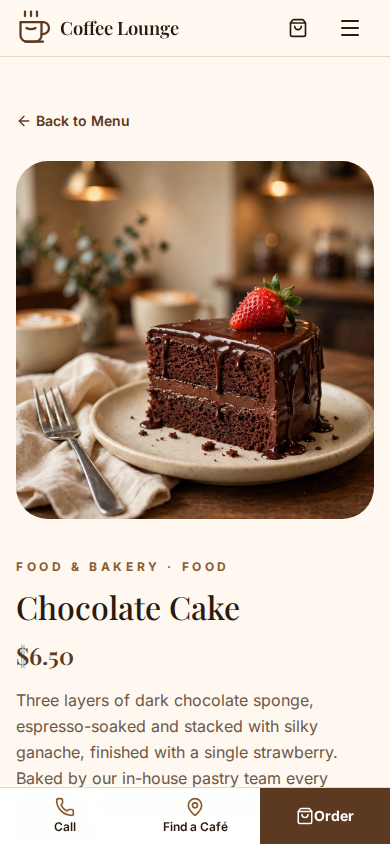 Coffee Lounge
← Back to Menu
FOOD & BAKERY · FOOD
Chocolate Cake
$6.50
Three layers of dark chocolate sponge,
espresso-soaked and stacked with silky
ganache, finished with a single strawberry.
Baked by our in-house pastry team every
Call
Find a Café
Order